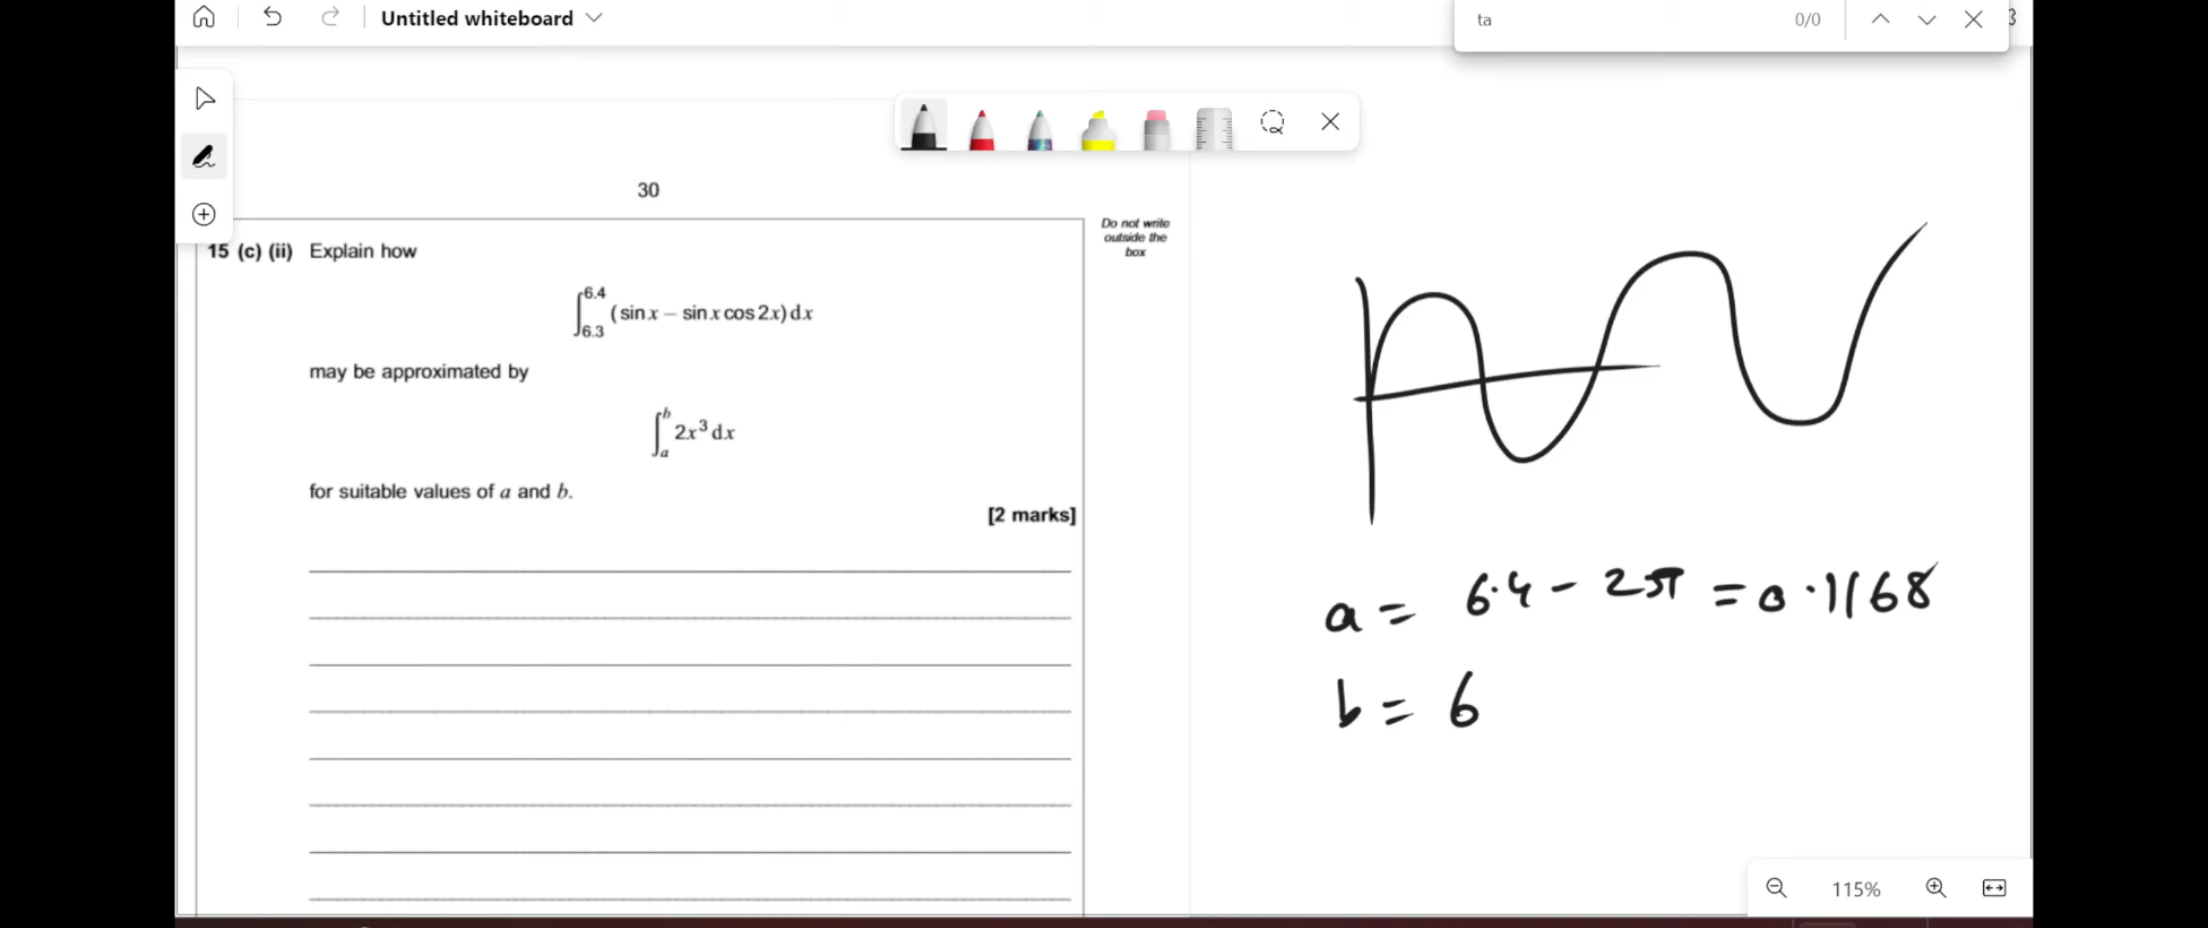 Untitled whiteboard
ta
0/0
30
Do not write
outside the
box
15 (c) (ii) Explain how
∫_{6.3}^{6.4} (sin x − sin x cos 2x) dx
may be approximated by
∫_a^b 2x³ dx
for suitable values of a and b.
[2 marks]
a = 6.4 − 2π = 0.1168
b = 6
115%